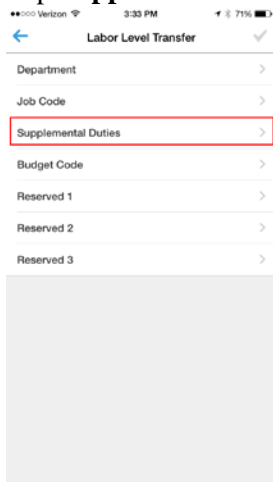 Verizon 3:33 PM 71%
Labor Level Transfer
Department
Job Code
Supplemental Duties
Budget Code
Reserved 1
Reserved 2
Reserved 3